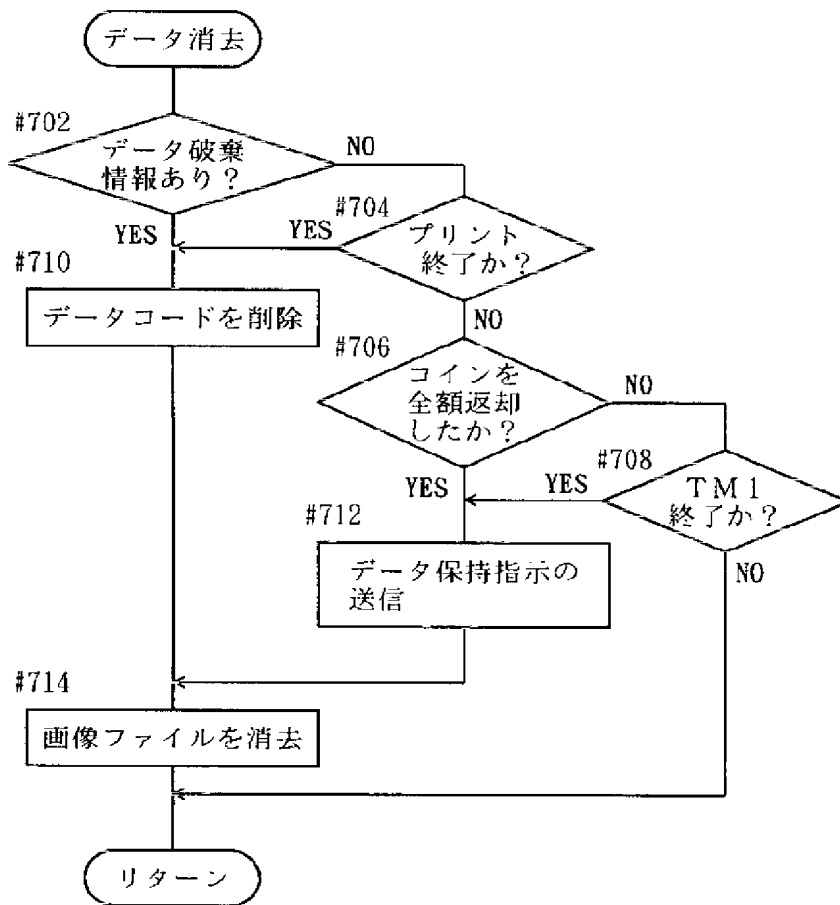 データ消去
#702
データ破棄
情報あり?
NO
YES
#704
プリント
終了か?
YES
NO
#710
データコードを削除
#706
コインを
全額返却
したか?
NO
YES
#708
TM1
終了か?
YES
NO
#712
データ保持指示の
送信
#714
画像ファイルを消去
リターン